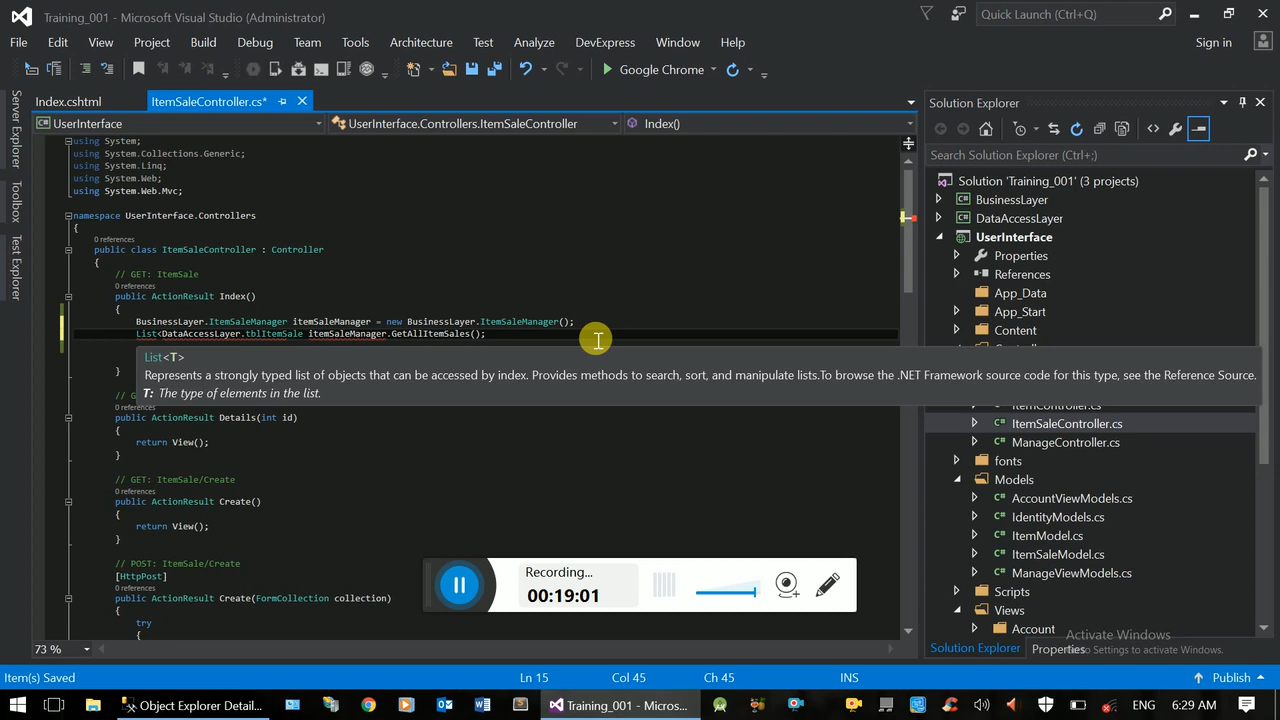 Training_001 - Microsoft Visual Studio (Administrator)
Quick Launch (Ctrl+Q)
File Edit View Project Build Debug Team Tools Architecture Test Analyze DevExpress Window Help
Sign in
Google Chrome
Server Explorer
Toolbox
Test Explorer
Index.cshtml
ItemSaleController.cs*
UserInterface
UserInterface.Controllers.ItemSaleController
Index()
using System;
using System.Collections.Generic;
using System.Linq;
using System.Web;
using System.Web.Mvc;
namespace UserInterface.Controllers
{
0 references
public class ItemSaleController : Controller
{
// GET: ItemSale
0 references
public ActionResult Index()
{
BusinessLayer.ItemSaleManager itemSaleManager = new BusinessLayer.ItemSaleManager();
List<DataAccessLayer.tblItemSale itemSaleManager.GetAllItemSales();
List<T>
Represents a strongly typed list of objects that can be accessed by index. Provides methods to search, sort, and manipulate lists.To browse the .NET Framework source code for this type, see the Reference Source.
T: The type of elements in the list.
}
0 references
public ActionResult Details(int id)
{
return View();
}
// GET: ItemSale/Create
0 references
public ActionResult Create()
{
return View();
}
// POST: ItemSale/Create
[HttpPost]
0 references
public ActionResult Create(FormCollection collection)
{
try
{
73 %
Recording...
00:19:01
Solution Explorer
Search Solution Explorer (Ctrl+;)
Solution 'Training_001' (3 projects)
BusinessLayer
DataAccessLayer
UserInterface
Properties
References
App_Data
App_Start
Content
ItemController.cs
ItemSaleController.cs
ManageController.cs
fonts
Models
AccountViewModels.cs
IdentityModels.cs
ItemModel.cs
ItemSaleModel.cs
ManageViewModels.cs
Scripts
Views
Account
Activate Windows
Go to Settings to activate Windows.
Solution Explorer
Properties
Item(s) Saved
Ln 15
Col 45
Ch 45
INS
Publish
Object Explorer Detail...
Training_001 - Micros...
ENG
6:29 AM